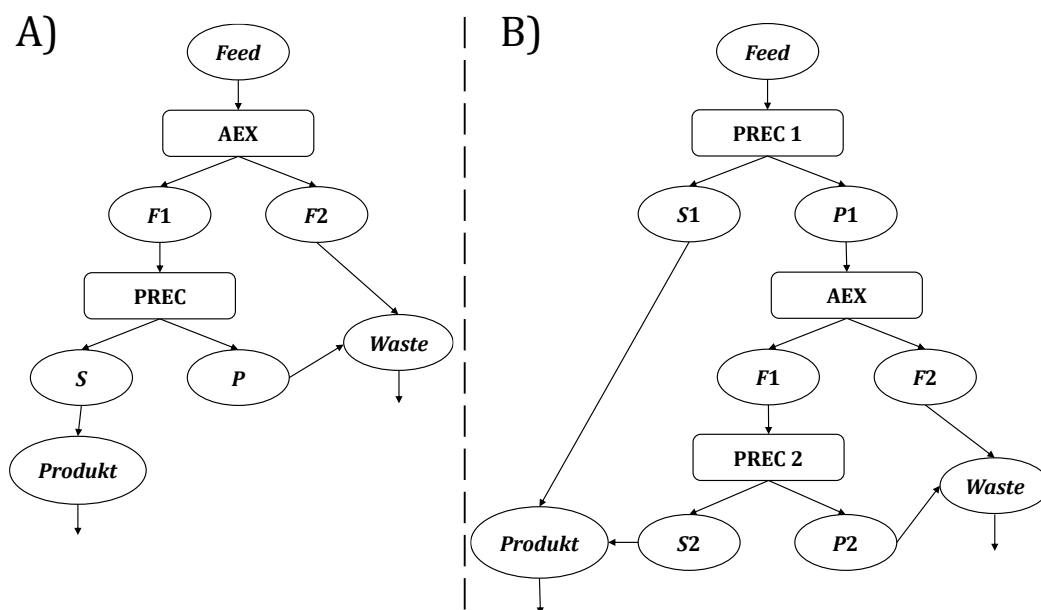 A)
Feed
AEX
F1
F2
PREC
Waste
S
P
Produkt
B)
Feed
PREC 1
S1
P1
AEX
F1
F2
PREC 2
Waste
Produkt
S2
P2